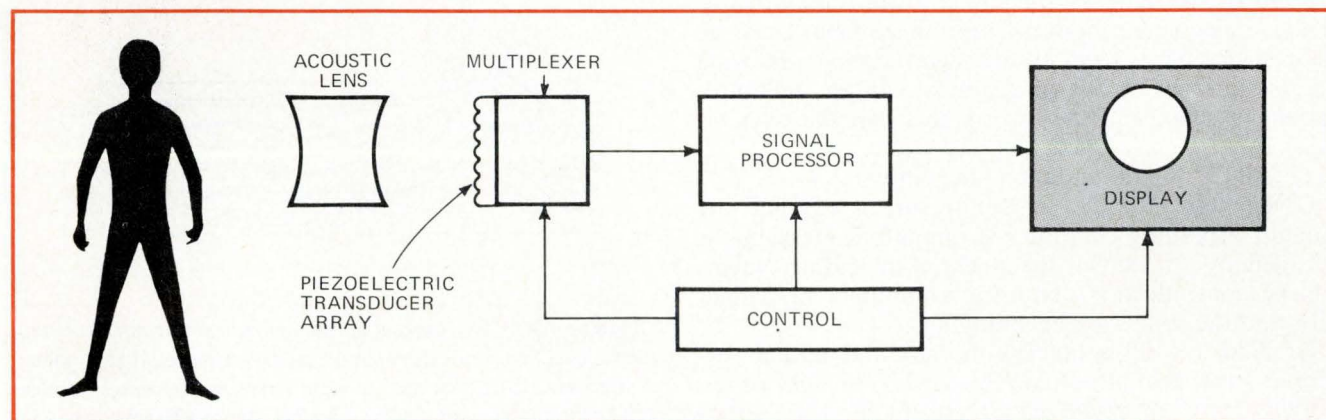 ACOUSTIC
LENS
MULTIPLEXER
PIEZOELECTRIC
TRANSDUCER
ARRAY
SIGNAL
PROCESSOR
DISPLAY
CONTROL